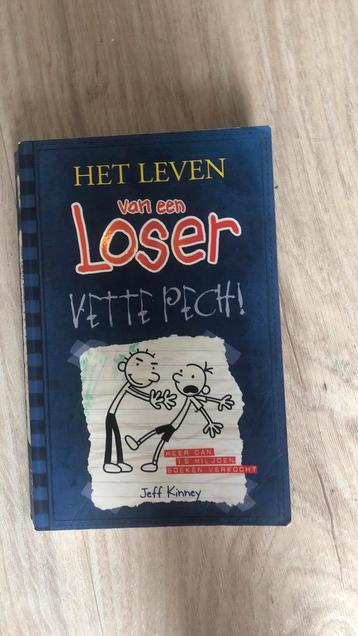 HET LEVEN
van een
Loser
VETTE PECH!
MEER DAN
15 MILJOEN
BOEKEN VERKOCHT
Jeff Kinney